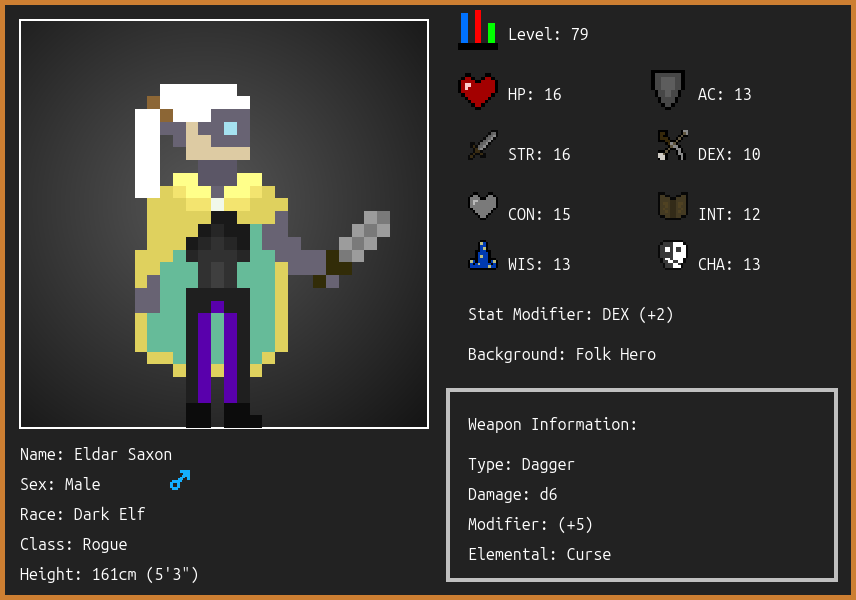 Level: 79
HP: 16
AC: 13
STR: 16
DEX: 10
CON: 15
INT: 12
WIS: 13
CHA: 13
Stat Modifier: DEX (+2)
Background: Folk Hero
Weapon Information:
Type: Dagger
Damage: d6
Modifier: (+5)
Elemental: Curse
Name: Eldar Saxon
Sex: Male
Race: Dark Elf
Class: Rogue
Height: 161cm (5'3")